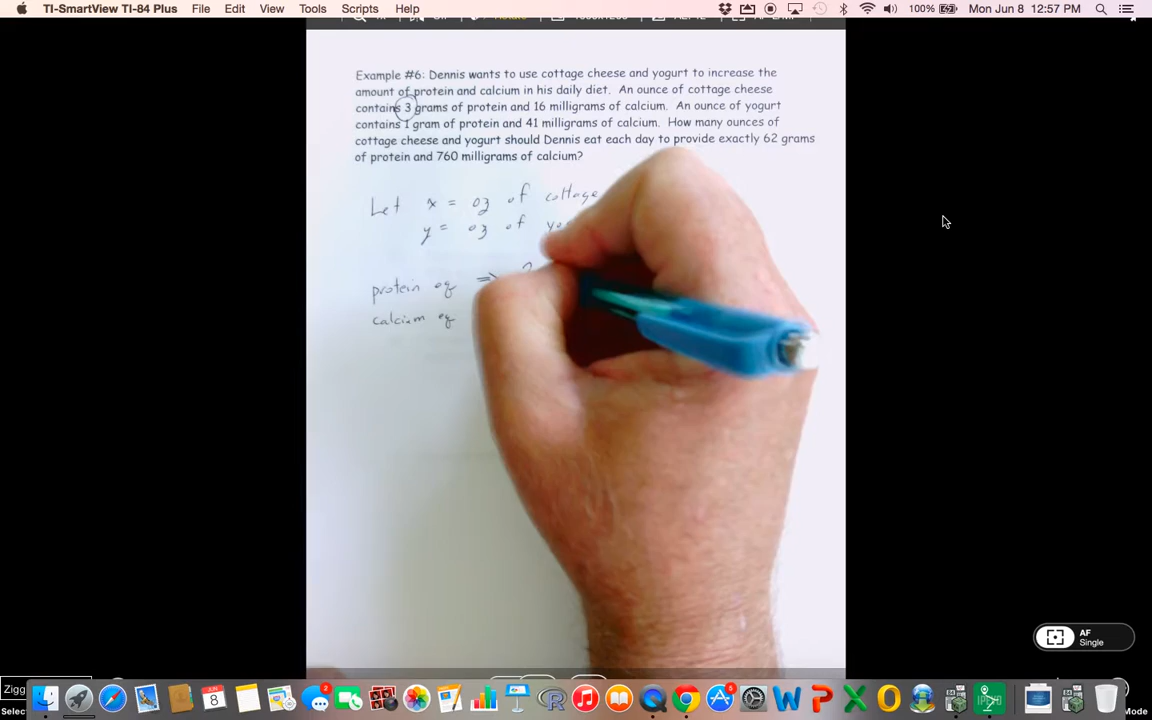 TI-SmartView TI-84 Plus File Edit View Tools Scripts Help 100% Mon Jun 8 12:57 PM
Example #6: Dennis wants to use cottage cheese and yogurt to increase the
amount of protein and calcium in his daily diet. An ounce of cottage cheese
contains 3 grams of protein and 16 milligrams of calcium. An ounce of yogurt
contains 1 gram of protein and 41 milligrams of calcium. How many ounces of
cottage cheese and yogurt should Dennis eat each day to provide exactly 62 grams
of protein and 760 milligrams of calcium?
Let x = oz of cottage
y = oz of
protein eq ⇒
calcium eq
AF
Single
Mode